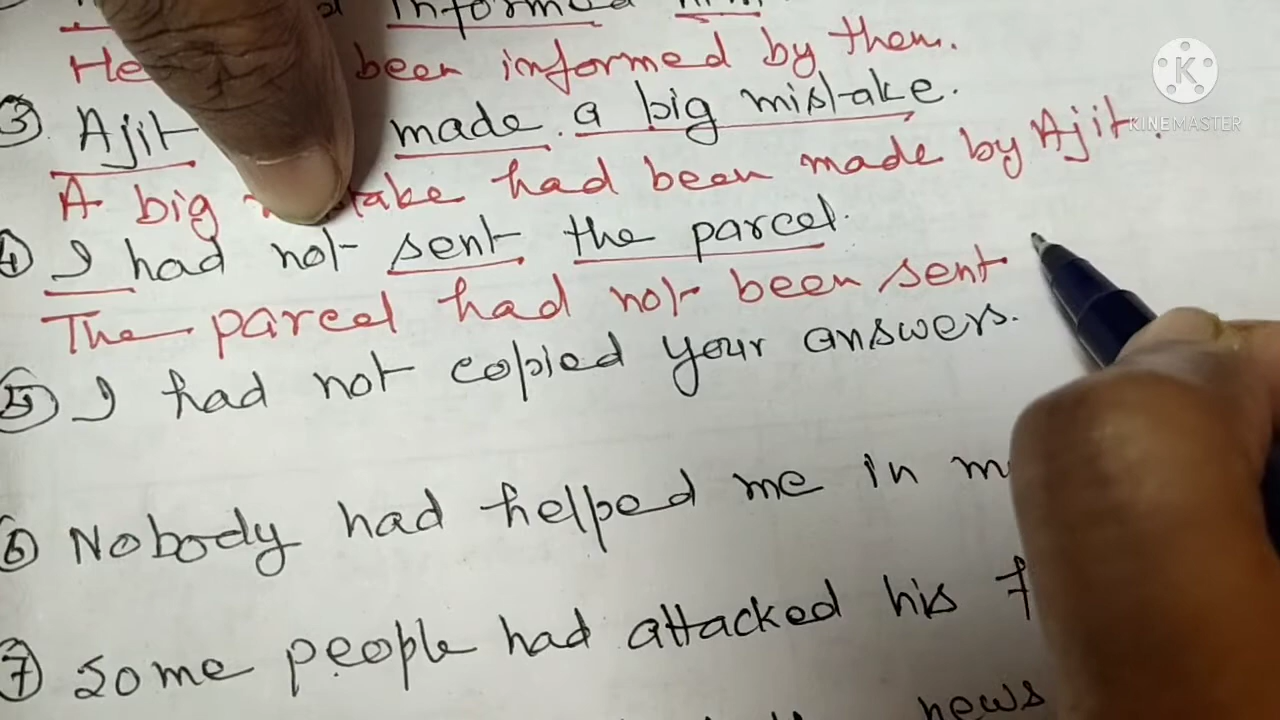 informed
He been informed by them.
③ Ajit made a big mistake.
A big take had been made by Ajit.
④ I had not sent the parcel.
The parcel had not been sent
⑤ I had not copied your answers.
⑥ Nobody had helped me in m
⑦ Some people had attacked his f
news
K
KINEMASTER